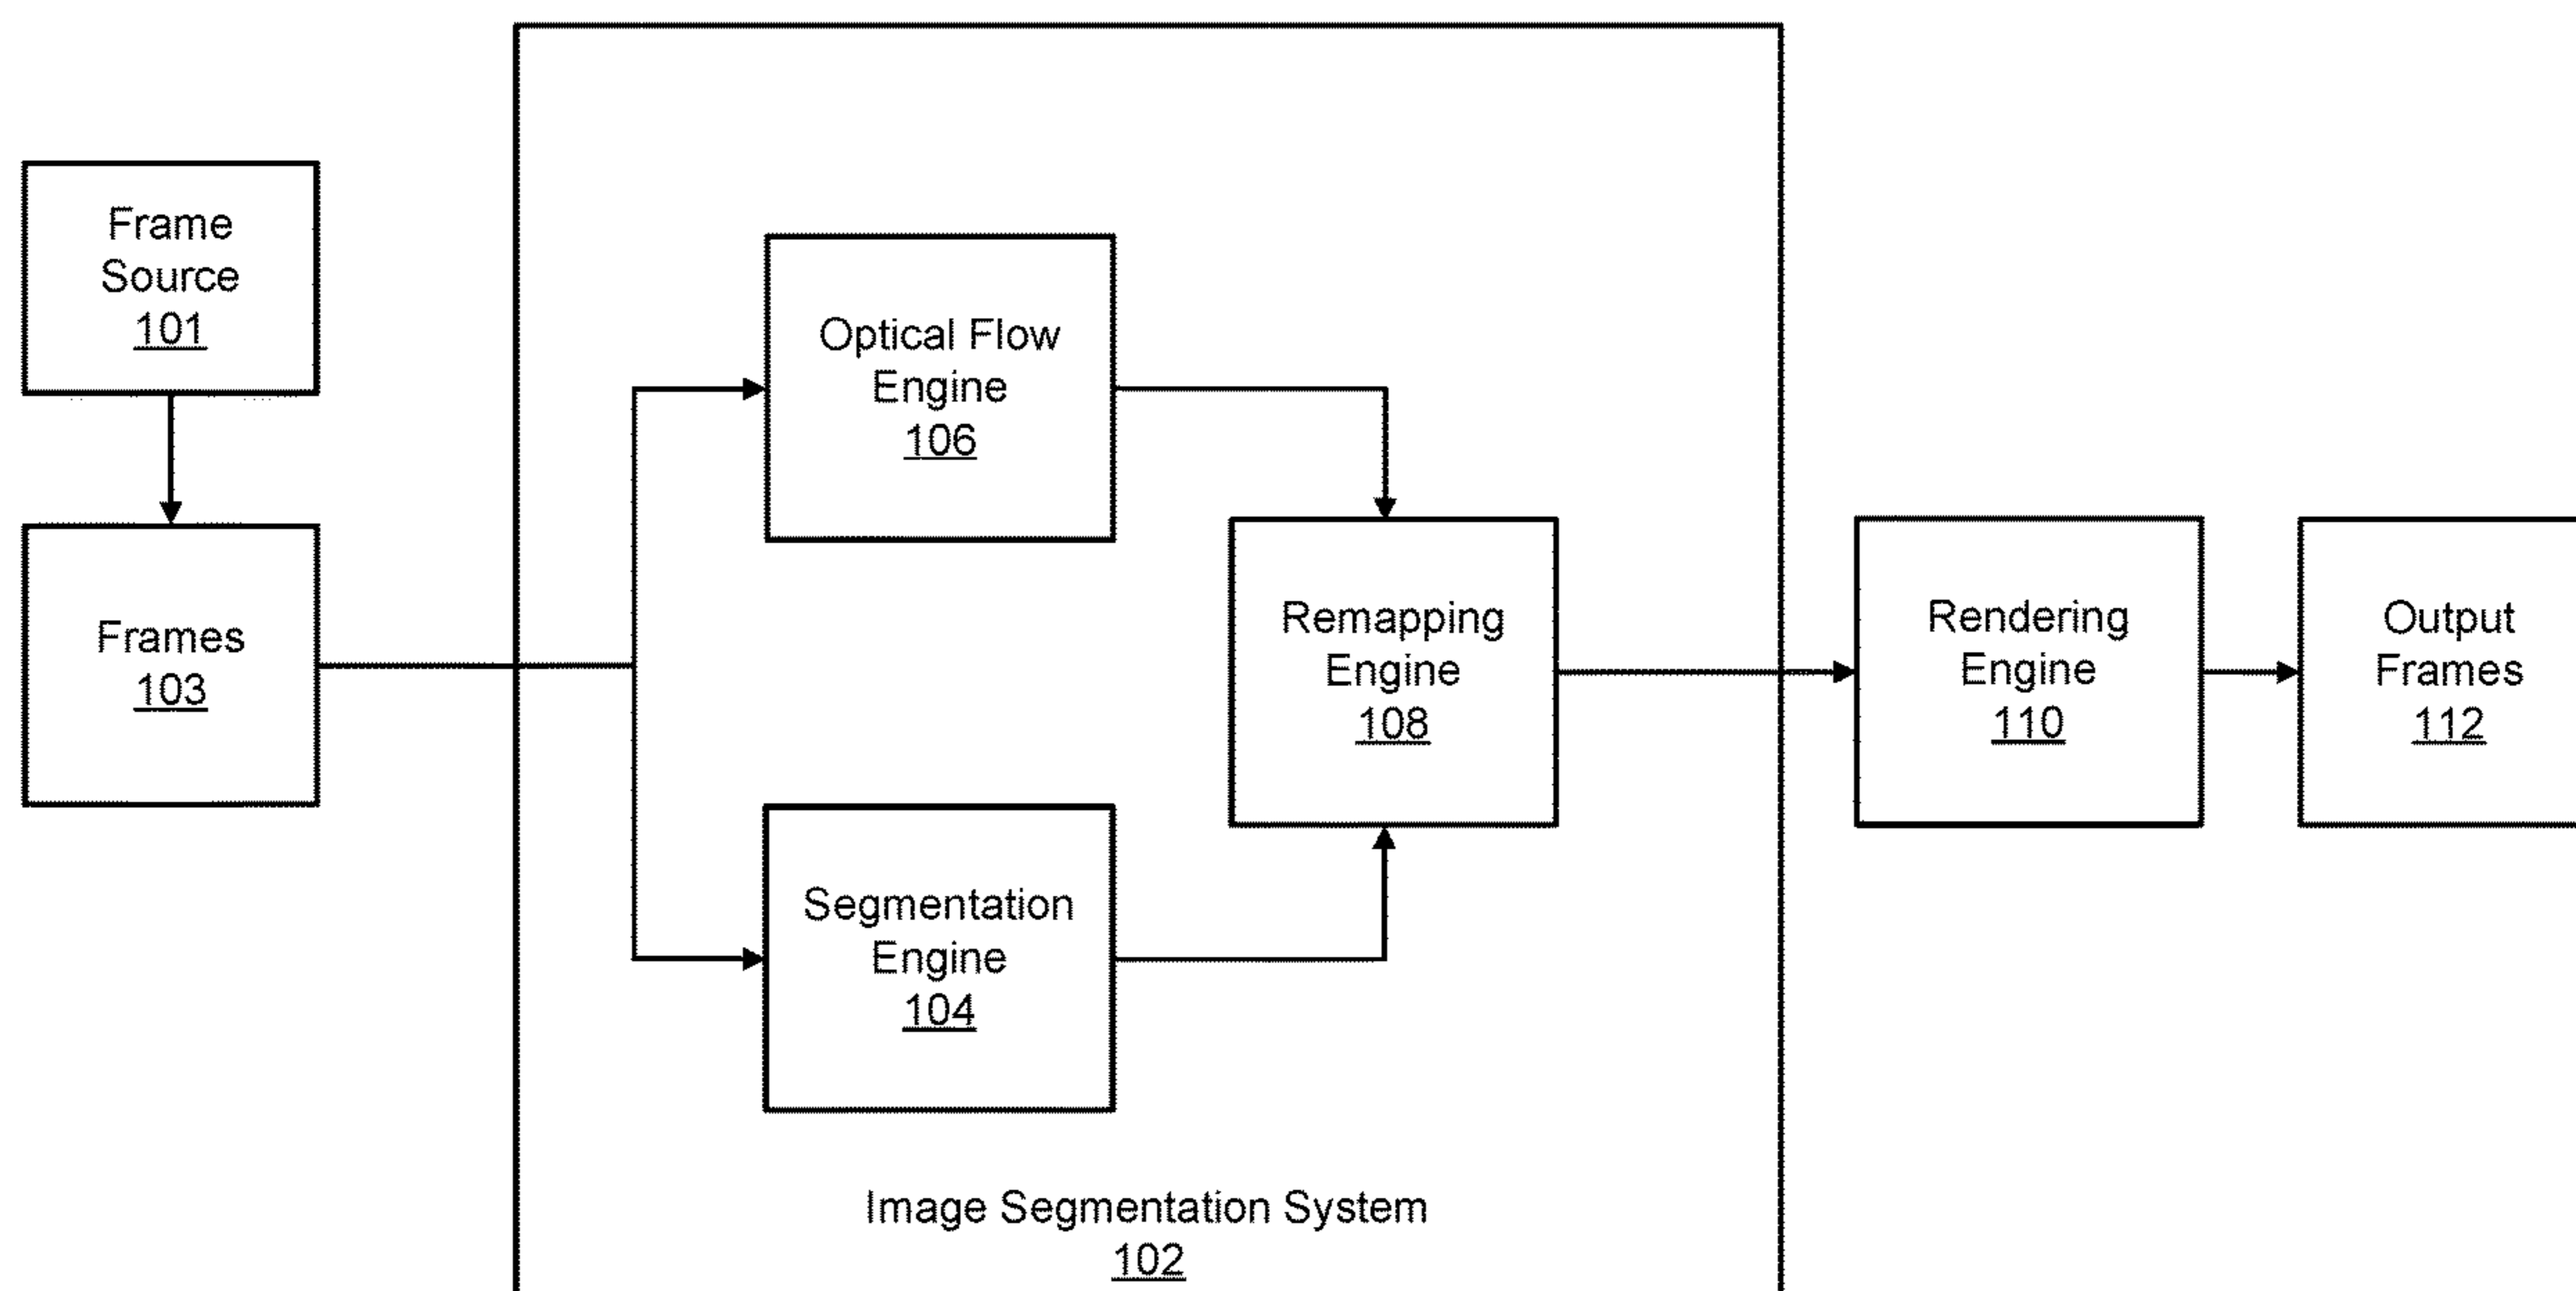 Frame
Source
101
Frames
103
Optical Flow
Engine
106
Segmentation
Engine
104
Remapping
Engine
108
Rendering
Engine
110
Output
Frames
112
Image Segmentation System
102